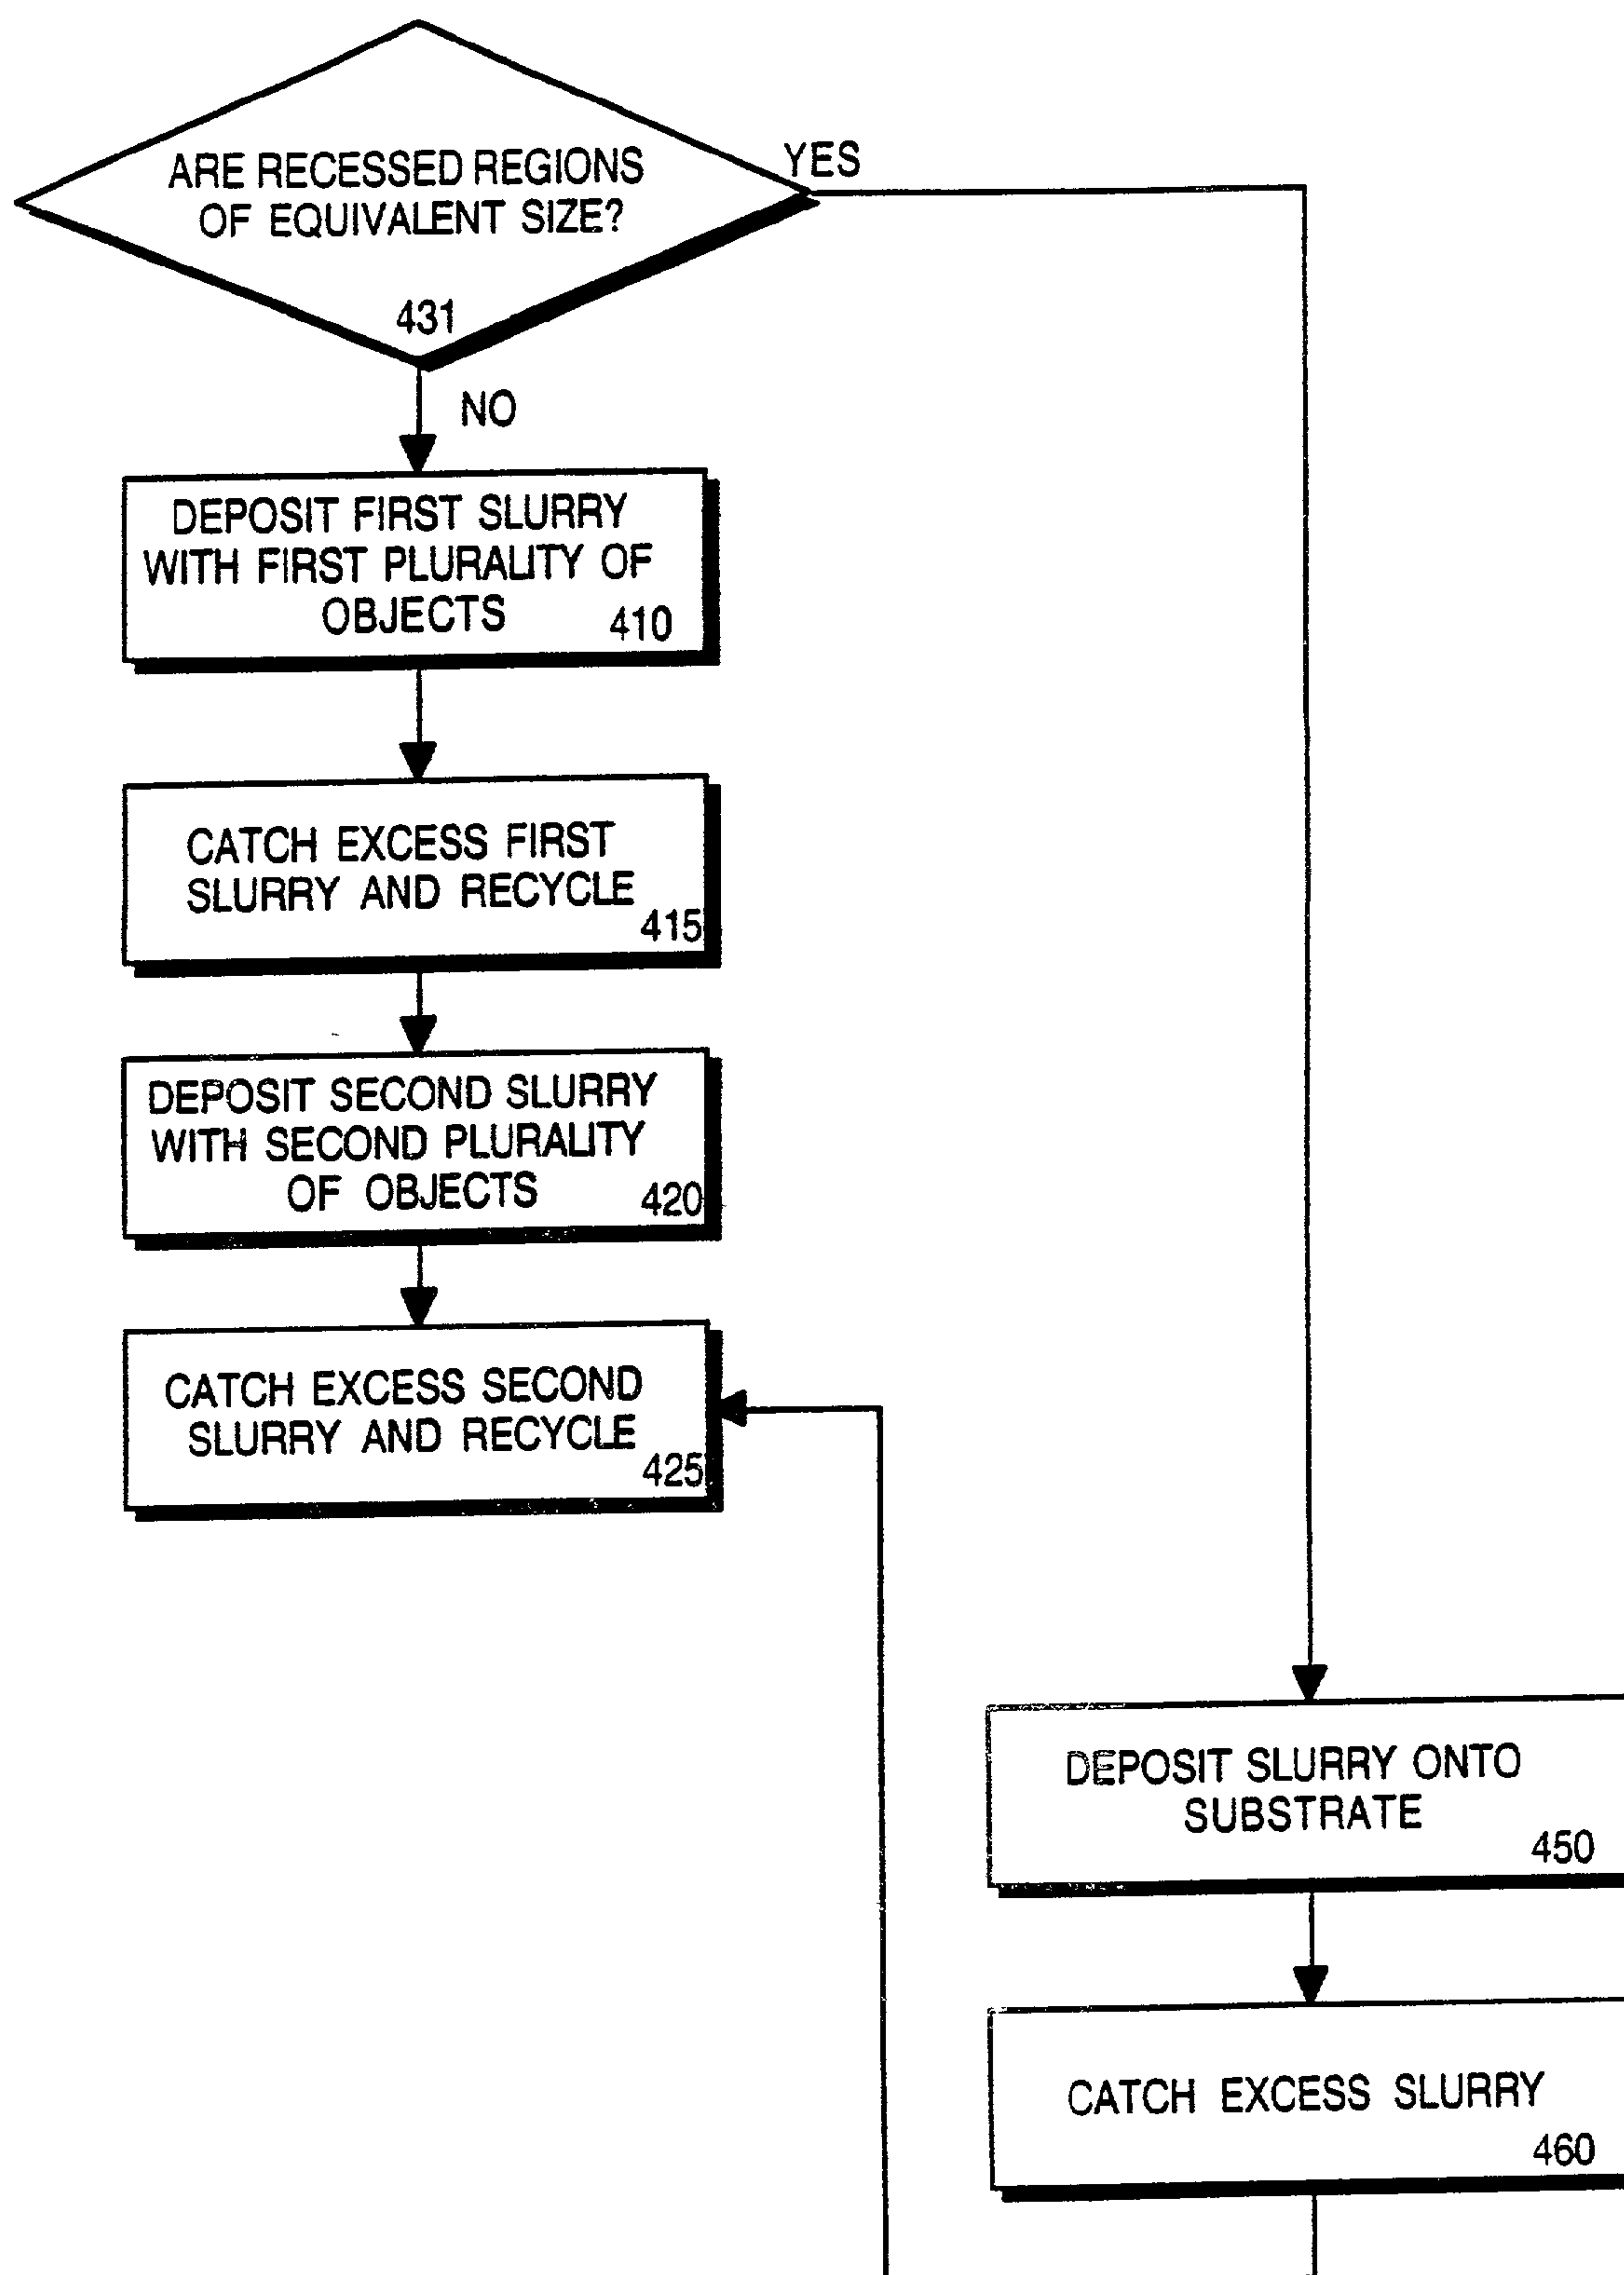 ARE RECESSED REGIONS
OF EQUIVALENT SIZE?
431
YES
NO
DEPOSIT FIRST SLURRY
WITH FIRST PLURALITY OF
OBJECTS
410
CATCH EXCESS FIRST
SLURRY AND RECYCLE
415
DEPOSIT SECOND SLURRY
WITH SECOND PLURALITY
OF OBJECTS
420
CATCH EXCESS SECOND
SLURRY AND RECYCLE
425
DEPOSIT SLURRY ONTO
SUBSTRATE
450
CATCH EXCESS SLURRY
460